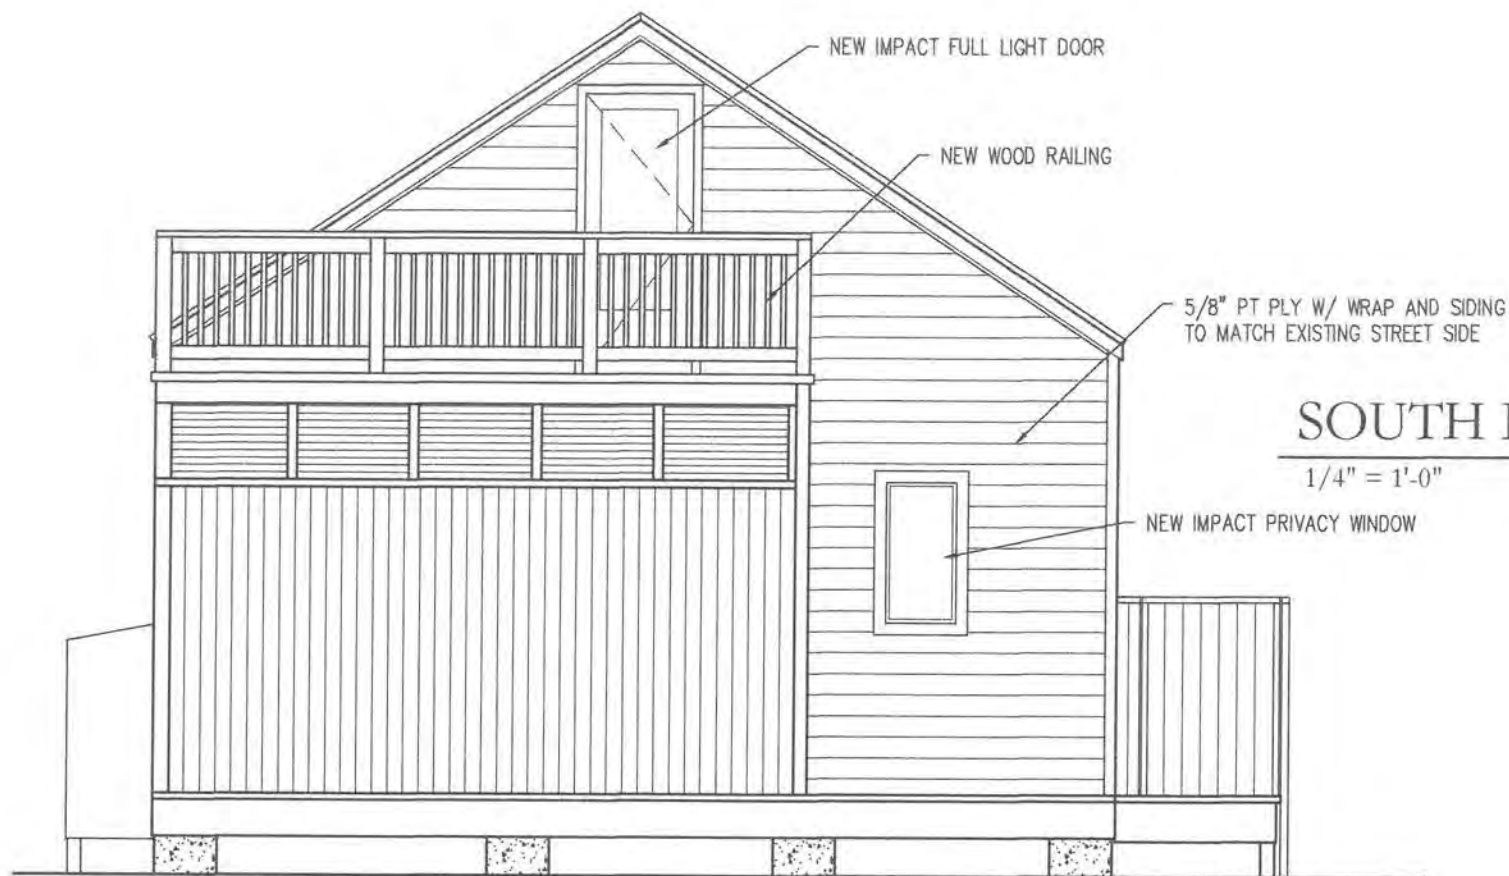 NEW IMPACT FULL LIGHT DOOR
NEW WOOD RAILING
5/8" PT PLY W/ WRAP AND SIDING
TO MATCH EXISTING STREET SIDE
SOUTH
1/4" = 1'-0"
NEW IMPACT PRIVACY WINDOW